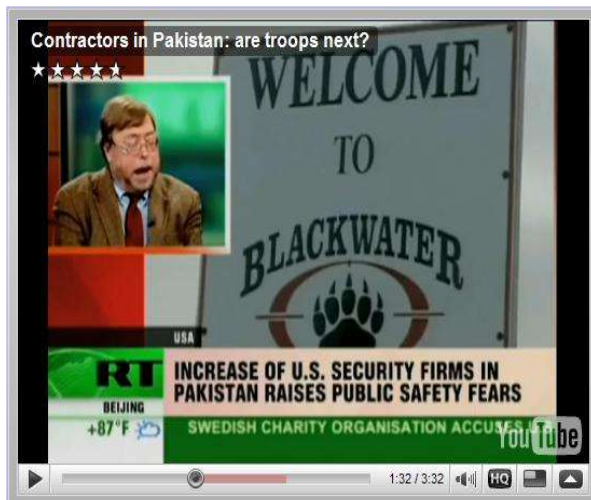 Contractors in Pakistan: are troops next?
WELCOME
TO
BLACKWATER
USA
RT
INCREASE OF U.S. SECURITY FIRMS IN
PAKISTAN RAISES PUBLIC SAFETY FEARS
BEIJING
+87°F
SWEDISH CHARITY ORGANISATION ACCUSES
YouTube
1:32 / 3:32
HQ